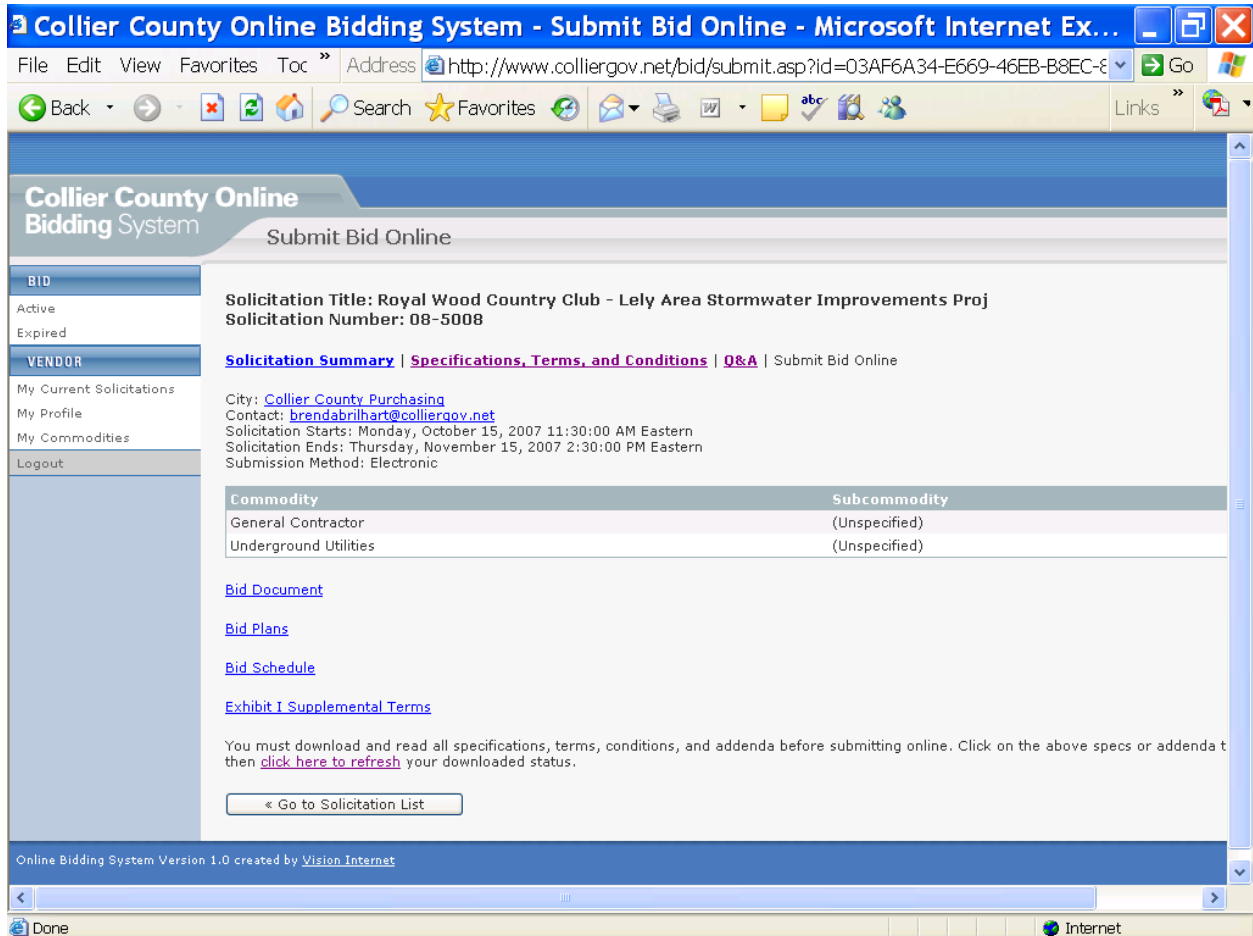 Collier County Online Bidding System - Submit Bid Online - Microsoft Internet Ex...
File Edit View Favorites Toc » Address http://www.colliergov.net/bid/submit.asp?id=03AF6A34-E669-46EB-B8EC-8 Go
Back Search Favorites Links »
Collier County Online
Bidding System
Submit Bid Online
BID
Active
Expired
VENDOR
My Current Solicitations
My Profile
My Commodities
Logout
Solicitation Title: Royal Wood Country Club - Lely Area Stormwater Improvements Proj
Solicitation Number: 08-5008
Solicitation Summary | Specifications, Terms, and Conditions | Q&A | Submit Bid Online
City: Collier County Purchasing
Contact: brendabrilhart@colliergov.net
Solicitation Starts: Monday, October 15, 2007 11:30:00 AM Eastern
Solicitation Ends: Thursday, November 15, 2007 2:30:00 PM Eastern
Submission Method: Electronic
Commodity Subcommodity
General Contractor (Unspecified)
Underground Utilities (Unspecified)
Bid Document
Bid Plans
Bid Schedule
Exhibit I Supplemental Terms
You must download and read all specifications, terms, conditions, and addenda before submitting online. Click on the above specs or addenda t
then click here to refresh your downloaded status.
« Go to Solicitation List
Online Bidding System Version 1.0 created by Vision Internet
Done Internet